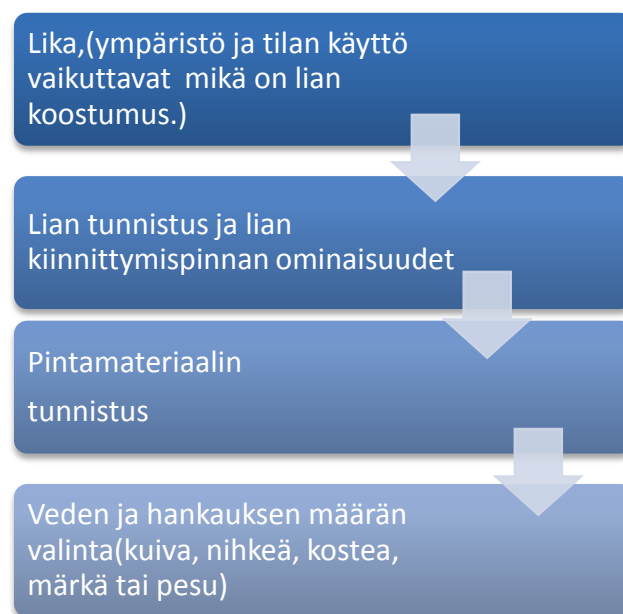 Lika,(ympäristö ja tilan käyttö
vaikuttavat  mikä on lian
koostumus.)
Lian tunnistus ja lian
kiinnittymispinnan ominaisuudet
Pintamateriaalin
tunnistus
Veden ja hankauksen määrän
valinta(kuiva, nihkeä, kostea,
märkä tai pesu)